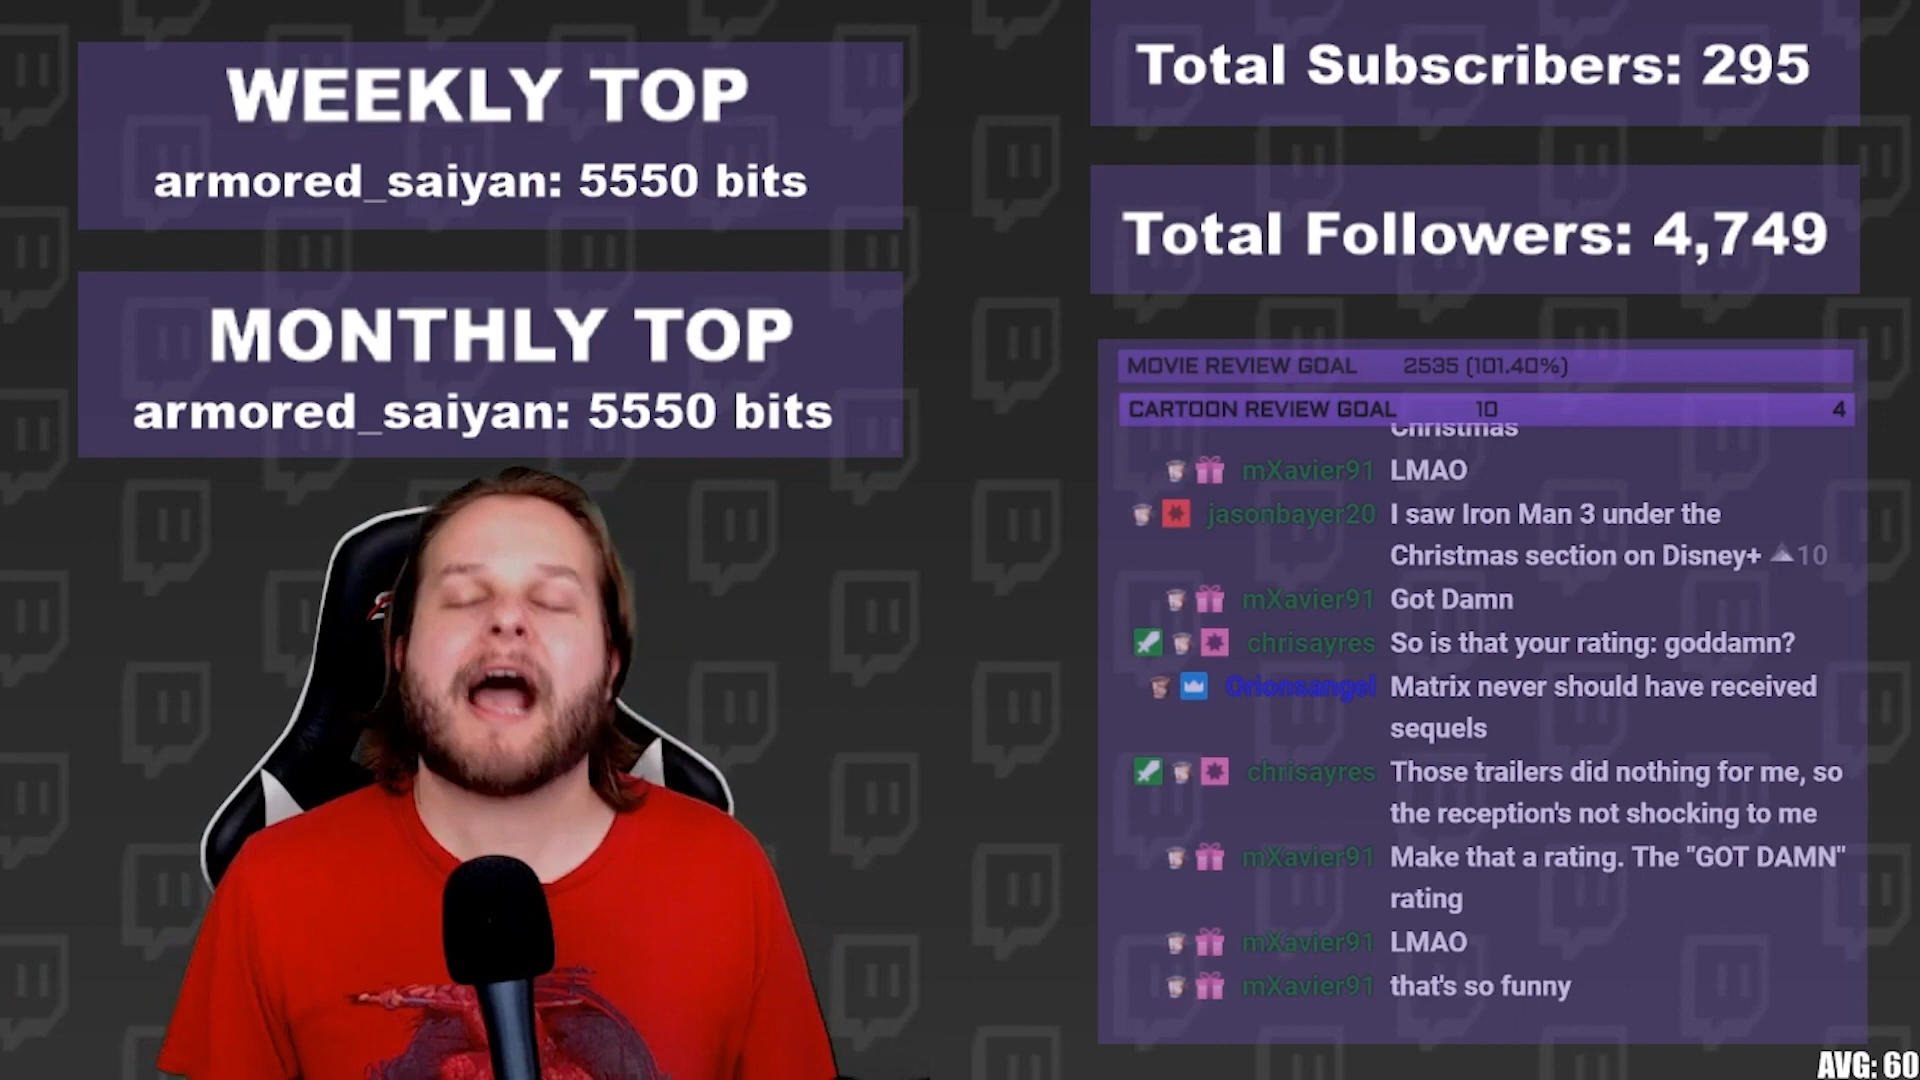 WEEKLY TOP
armored_saiyan: 5550 bits
MONTHLY TOP
armored_saiyan: 5550 bits
Total Subscribers: 295
Total Followers: 4,749
MOVIE REVIEW GOAL 2535 (101.40%)
CARTOON REVIEW GOAL 10 4
Christmas
mXavier91 LMAO
jasonbayer20 I saw Iron Man 3 under the
Christmas section on Disney+ 10
mXavier91 Got Damn
chrisayres So is that your rating: goddamn?
Orionsangel Matrix never should have received
sequels
chrisayres Those trailers did nothing for me, so
the reception's not shocking to me
mXavier91 Make that a rating. The "GOT DAMN"
rating
mXavier91 LMAO
mXavier91 that's so funny
AVG: 60